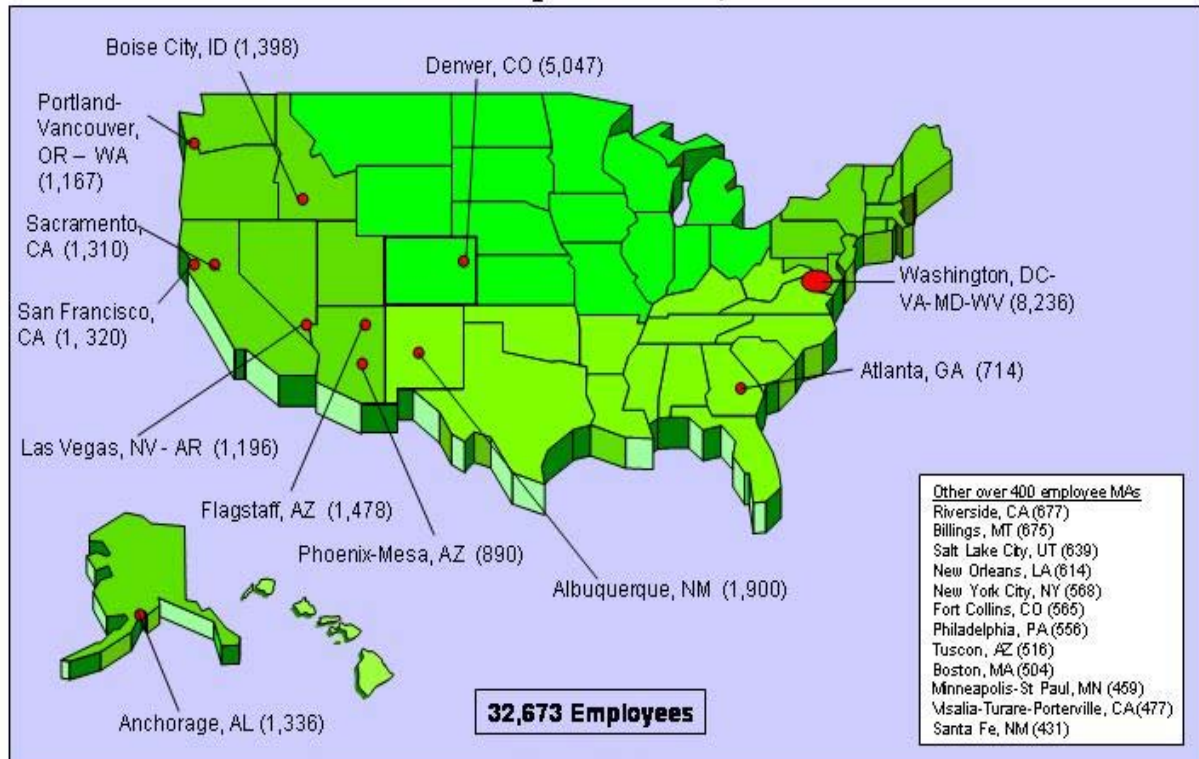 Boise City, ID (1,398)
Denver, CO (5,047)
Portland-
Vancouver,
OR – WA
(1,167)
Sacramento,
CA (1,310)
San Francisco,
CA (1, 320)
Washington, DC-
VA-MD-WV (8,236)
Atlanta, GA (714)
Las Vegas, NV - AR (1,196)
Flagstaff, AZ (1,478)
Phoenix-Mesa, AZ (890)
Albuquerque, NM (1,900)
Anchorage, AL (1,336)
32,673 Employees
Other over 400 employee MAs
Riverside, CA (677)
Billings, MT (675)
Salt Lake City, UT (639)
New Orleans, LA (614)
New York City, NY (568)
Fort Collins, CO (565)
Philadelphia, PA (556)
Tuscon, AZ (516)
Boston, MA (504)
Minneapolis-St Paul, MN (459)
Visalia-Turare-Porterville, CA (477)
Santa Fe, NM (431)